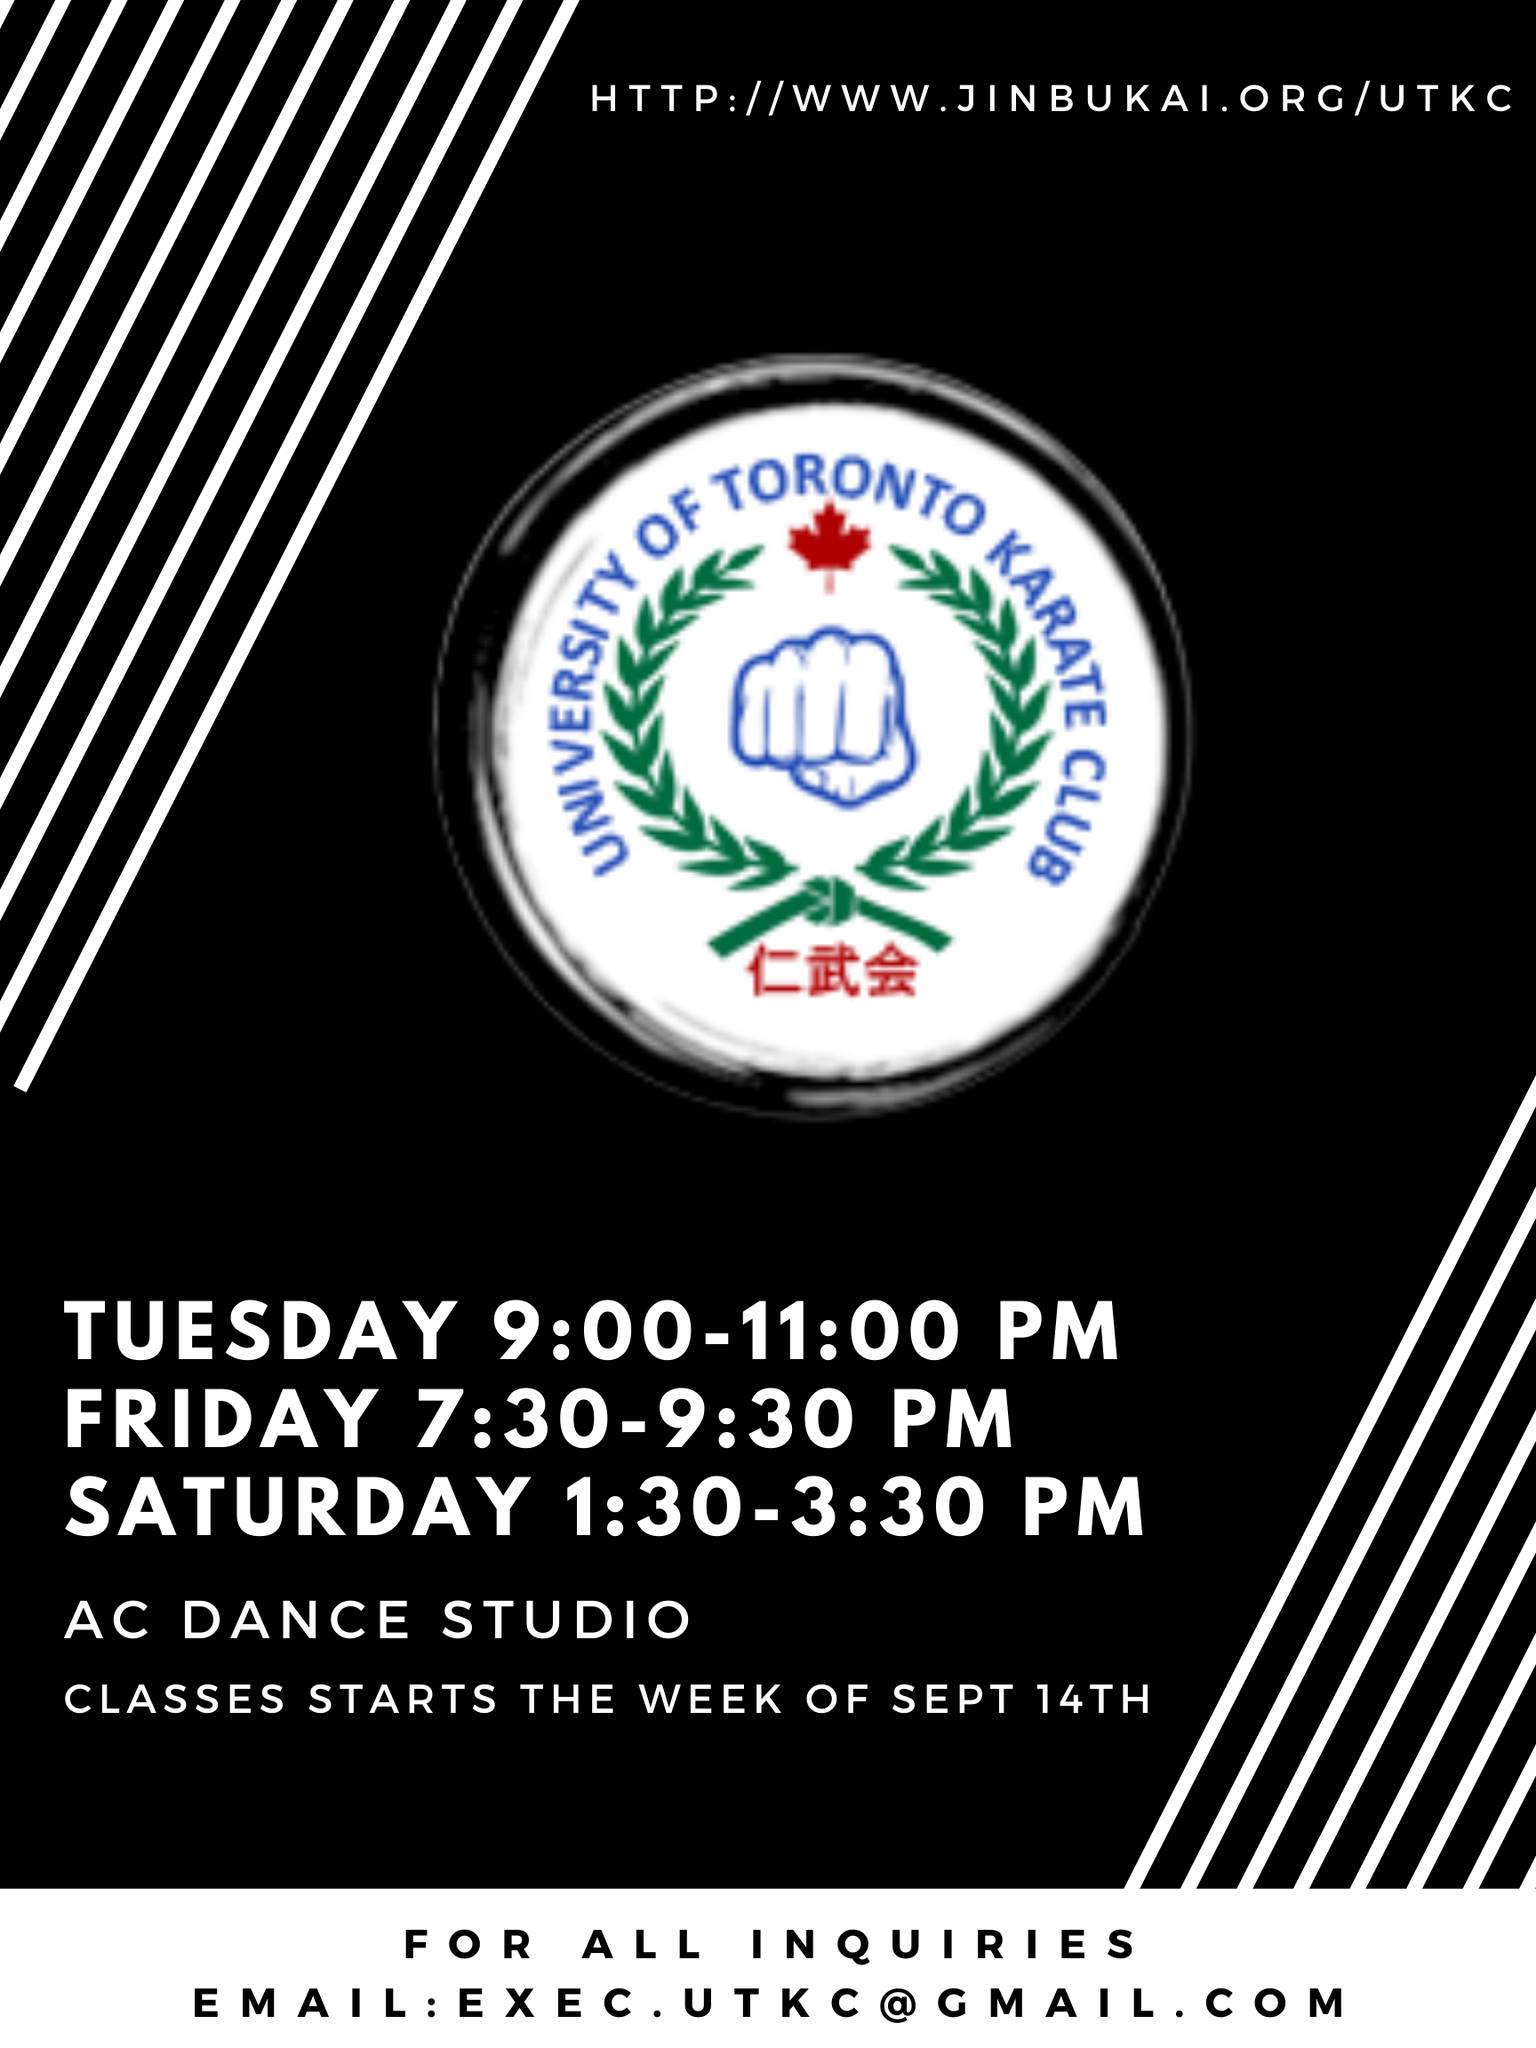 HTTP://WWW.JINBUKAI.ORG/UTKC
UNIVERSITY OF TORONTO KARATE CLUB
仁武会
TUESDAY 9:00-11:00 PM
FRIDAY 7:30-9:30 PM
SATURDAY 1:30-3:30 PM
AC DANCE STUDIO
CLASSES STARTS THE WEEK OF SEPT 14TH
FOR ALL INQUIRIES
EMAIL:EXEC.UTKC@GMAIL.COM